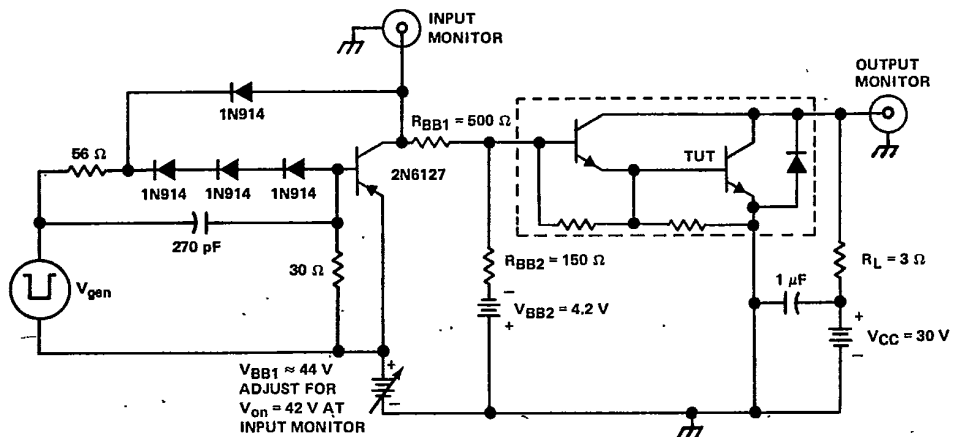 INPUT
MONITOR
OUTPUT
MONITOR
1N914
R_BB1 = 500 Ω
56 Ω
TUT
1N914
1N914
1N914
2N6127
270 pF
R_BB2 = 150 Ω
R_L = 3 Ω
30 Ω
V_gen
1 μF
−
V_BB2 = 4.2 V
+
+
V_CC = 30 V
−
V_BB1 ≈ 44 V
ADJUST FOR
V_on = 42 V AT
INPUT MONITOR
+
−